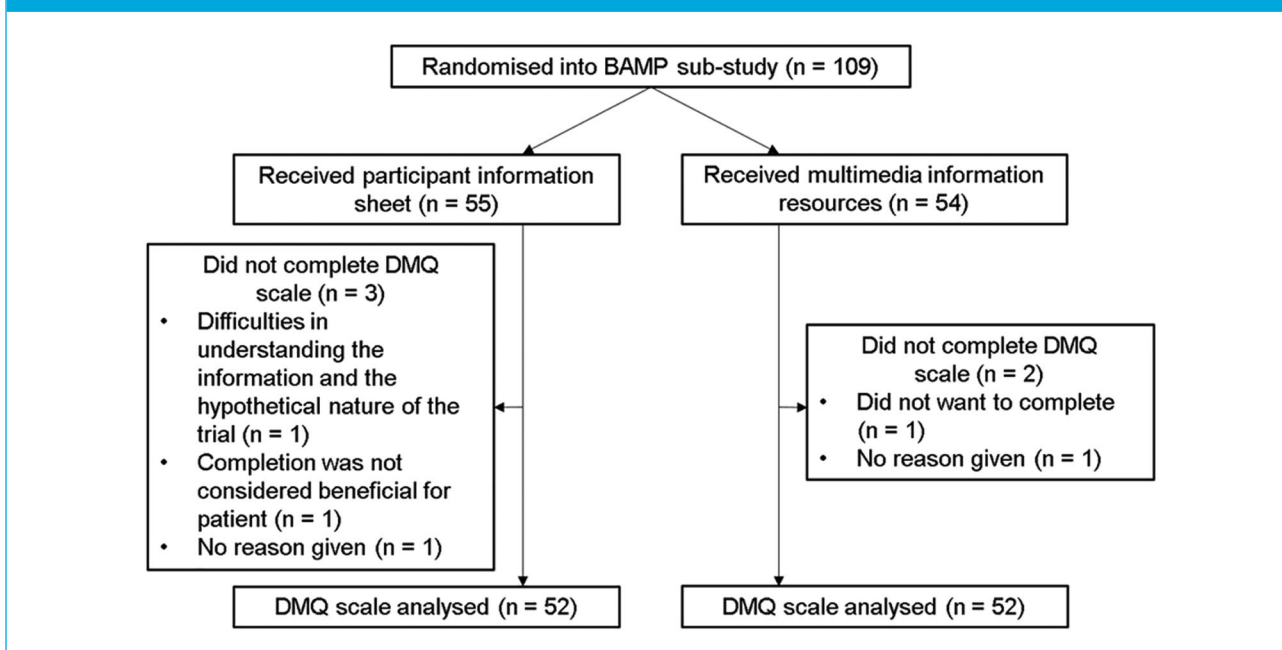 Randomised into BAMP sub-study (n = 109)
Received participant information
sheet (n = 55)
Received multimedia information
resources (n = 54)
Did not complete DMQ
scale (n = 3)
• Difficulties in
understanding the
information and the
hypothetical nature of the
trial (n = 1)
• Completion was not
considered beneficial for
patient (n = 1)
• No reason given (n = 1)
Did not complete DMQ
scale (n = 2)
• Did not want to complete
(n = 1)
• No reason given (n = 1)
DMQ scale analysed (n = 52)
DMQ scale analysed (n = 52)